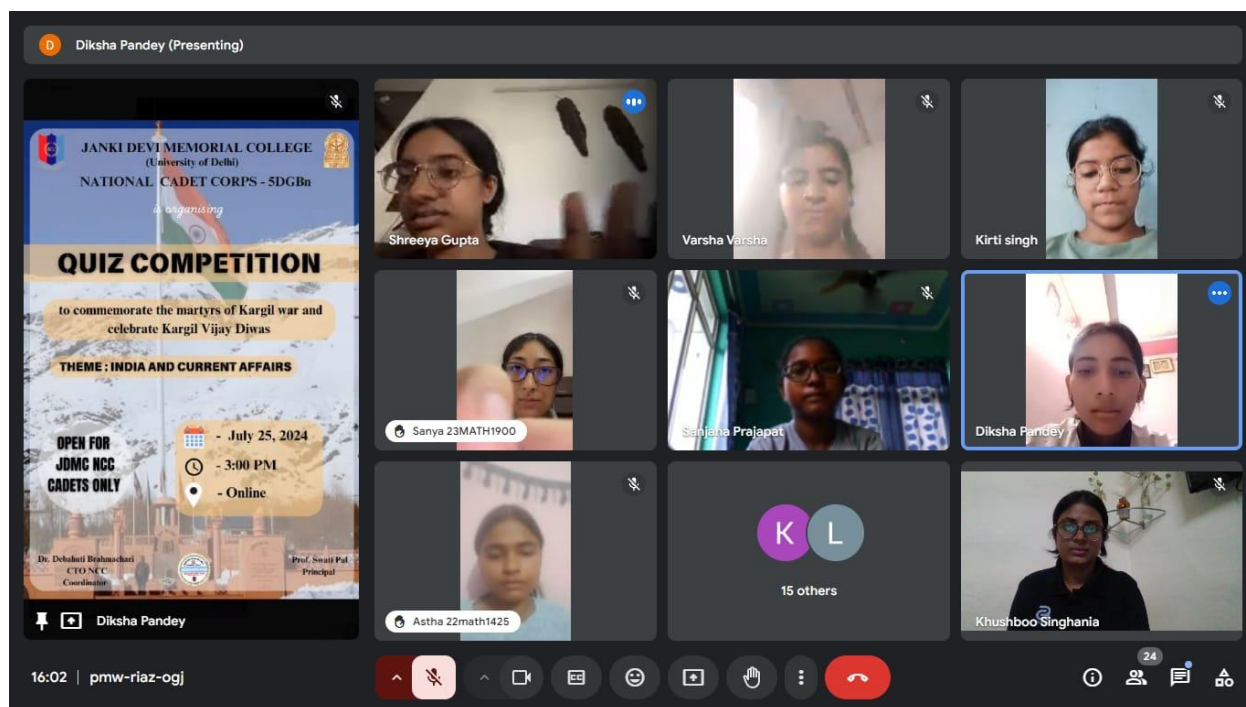 D Diksha Pandey (Presenting)
JANKI DEVI MEMORIAL COLLEGE
(University of Delhi)
NATIONAL CADET CORPS - 5DGBn
is organising
QUIZ COMPETITION
to commemorate the martyrs of Kargil war and
celebrate Kargil Vijay Diwas
THEME : INDIA AND CURRENT AFFAIRS
OPEN FOR
JDMC NCC
CADETS ONLY
- July 25, 2024
- 3:00 PM
- Online
Dr. Debahuti Brahmachari
CTO NCC
Coordinator
Prof. Swati Pal
Principal
Diksha Pandey
Shreeya Gupta
Varsha Varsha
Kirti singh
Sanya 23MATH1900
Sanjana Prajapat
Diksha Pandey
Astha 22math1425
K L
15 others
Khushboo Singhania
16:02 | pmw-riaz-ogj
CC
24